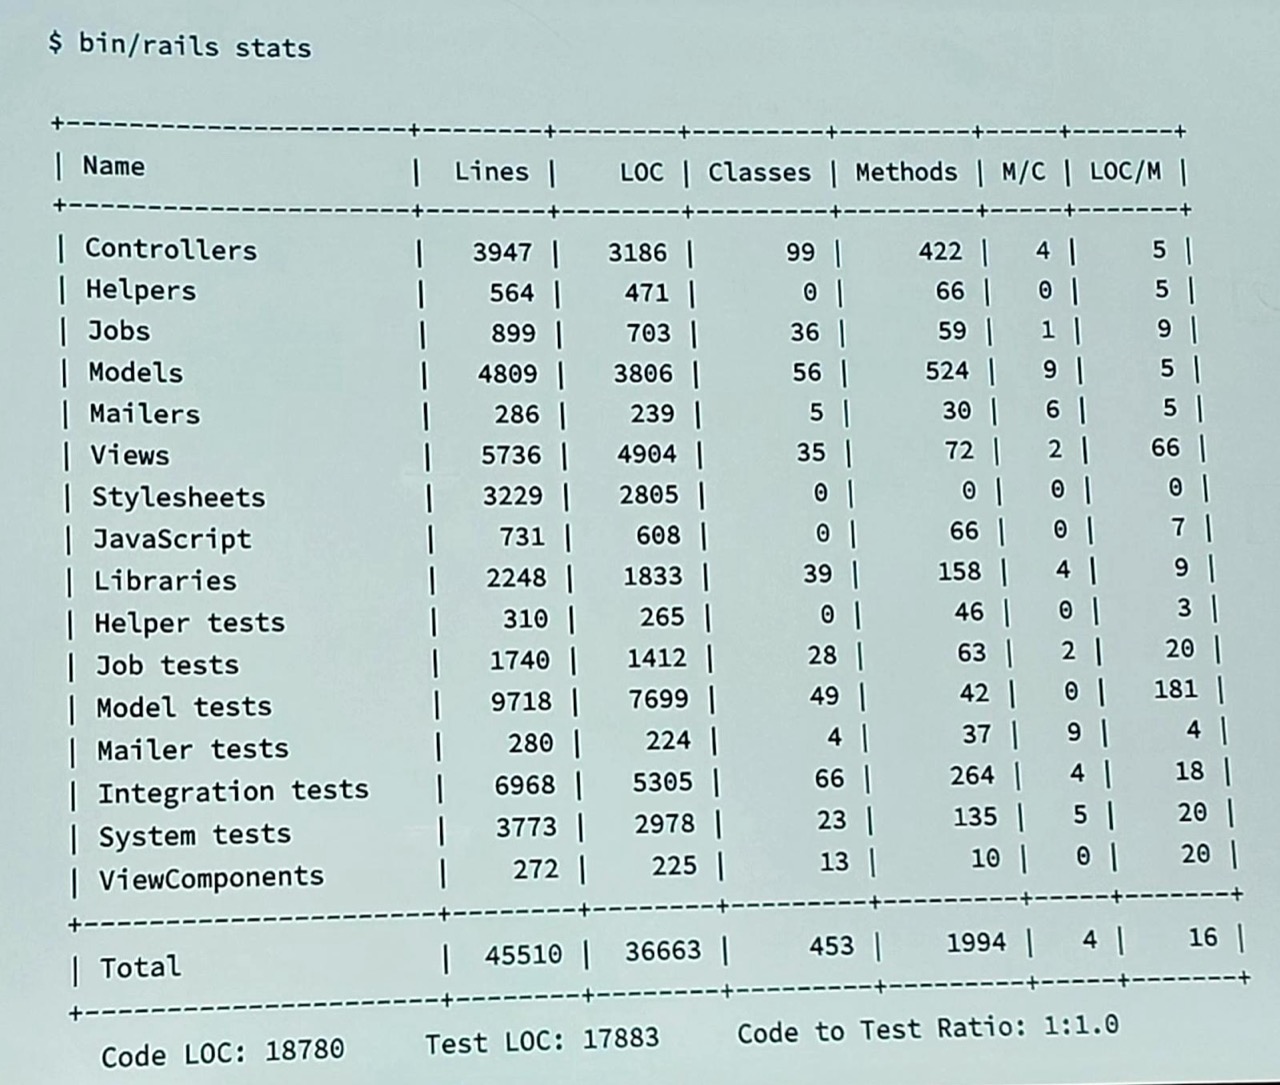 $ bin/rails stats
+----------------------+--------+--------+---------+---------+-----+-------+
| Name                 |  Lines |    LOC | Classes | Methods | M/C | LOC/M |
+----------------------+--------+--------+---------+---------+-----+-------+
| Controllers          |   3947 |   3186 |      99 |     422 |   4 |     5 |
| Helpers              |    564 |    471 |       0 |      66 |   0 |     5 |
| Jobs                 |    899 |    703 |      36 |      59 |   1 |     9 |
| Models               |   4809 |   3806 |      56 |     524 |   9 |     5 |
| Mailers              |    286 |    239 |       5 |      30 |   6 |     5 |
| Views                |   5736 |   4904 |      35 |      72 |   2 |    66 |
| Stylesheets          |   3229 |   2805 |       0 |       0 |   0 |     0 |
| JavaScript           |    731 |    608 |       0 |      66 |   0 |     7 |
| Libraries            |   2248 |   1833 |      39 |     158 |   4 |     9 |
| Helper tests         |    310 |    265 |       0 |      46 |   0 |     3 |
| Job tests            |   1740 |   1412 |      28 |      63 |   2 |    20 |
| Model tests          |   9718 |   7699 |      49 |      42 |   0 |   181 |
| Mailer tests         |    280 |    224 |       4 |      37 |   9 |     4 |
| Integration tests    |   6968 |   5305 |      66 |     264 |   4 |    18 |
| System tests         |   3773 |   2978 |      23 |     135 |   5 |    20 |
| ViewComponents       |    272 |    225 |      13 |      10 |   0 |    20 |
+----------------------+--------+--------+---------+---------+-----+-------+
| Total                |  45510 |  36663 |     453 |    1994 |   4 |    16 |
+----------------------+--------+--------+---------+---------+-----+-------+
Code LOC: 18780     Test LOC: 17883     Code to Test Ratio: 1:1.0